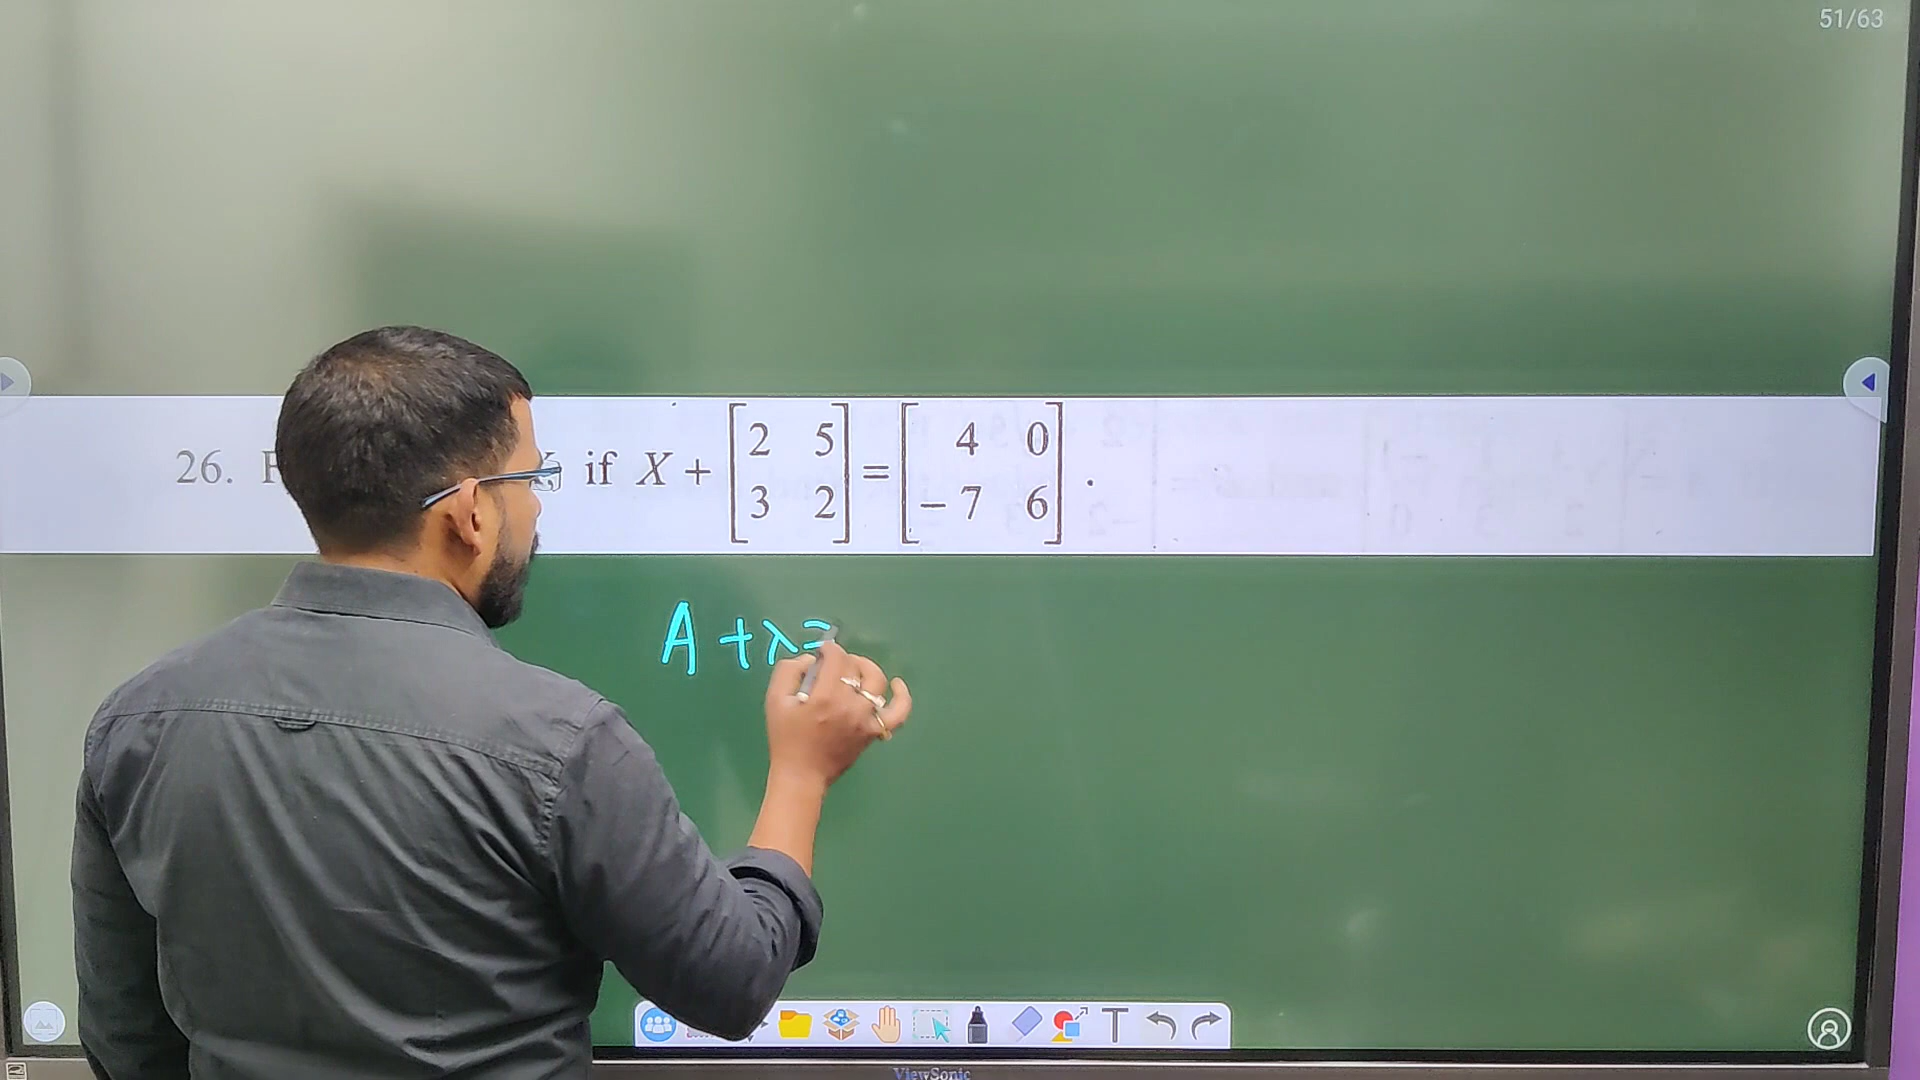 51/63
26. if X + [2 5] = [4 0] .
[3 2] [-7 6]
A + λ =
ViewSonic